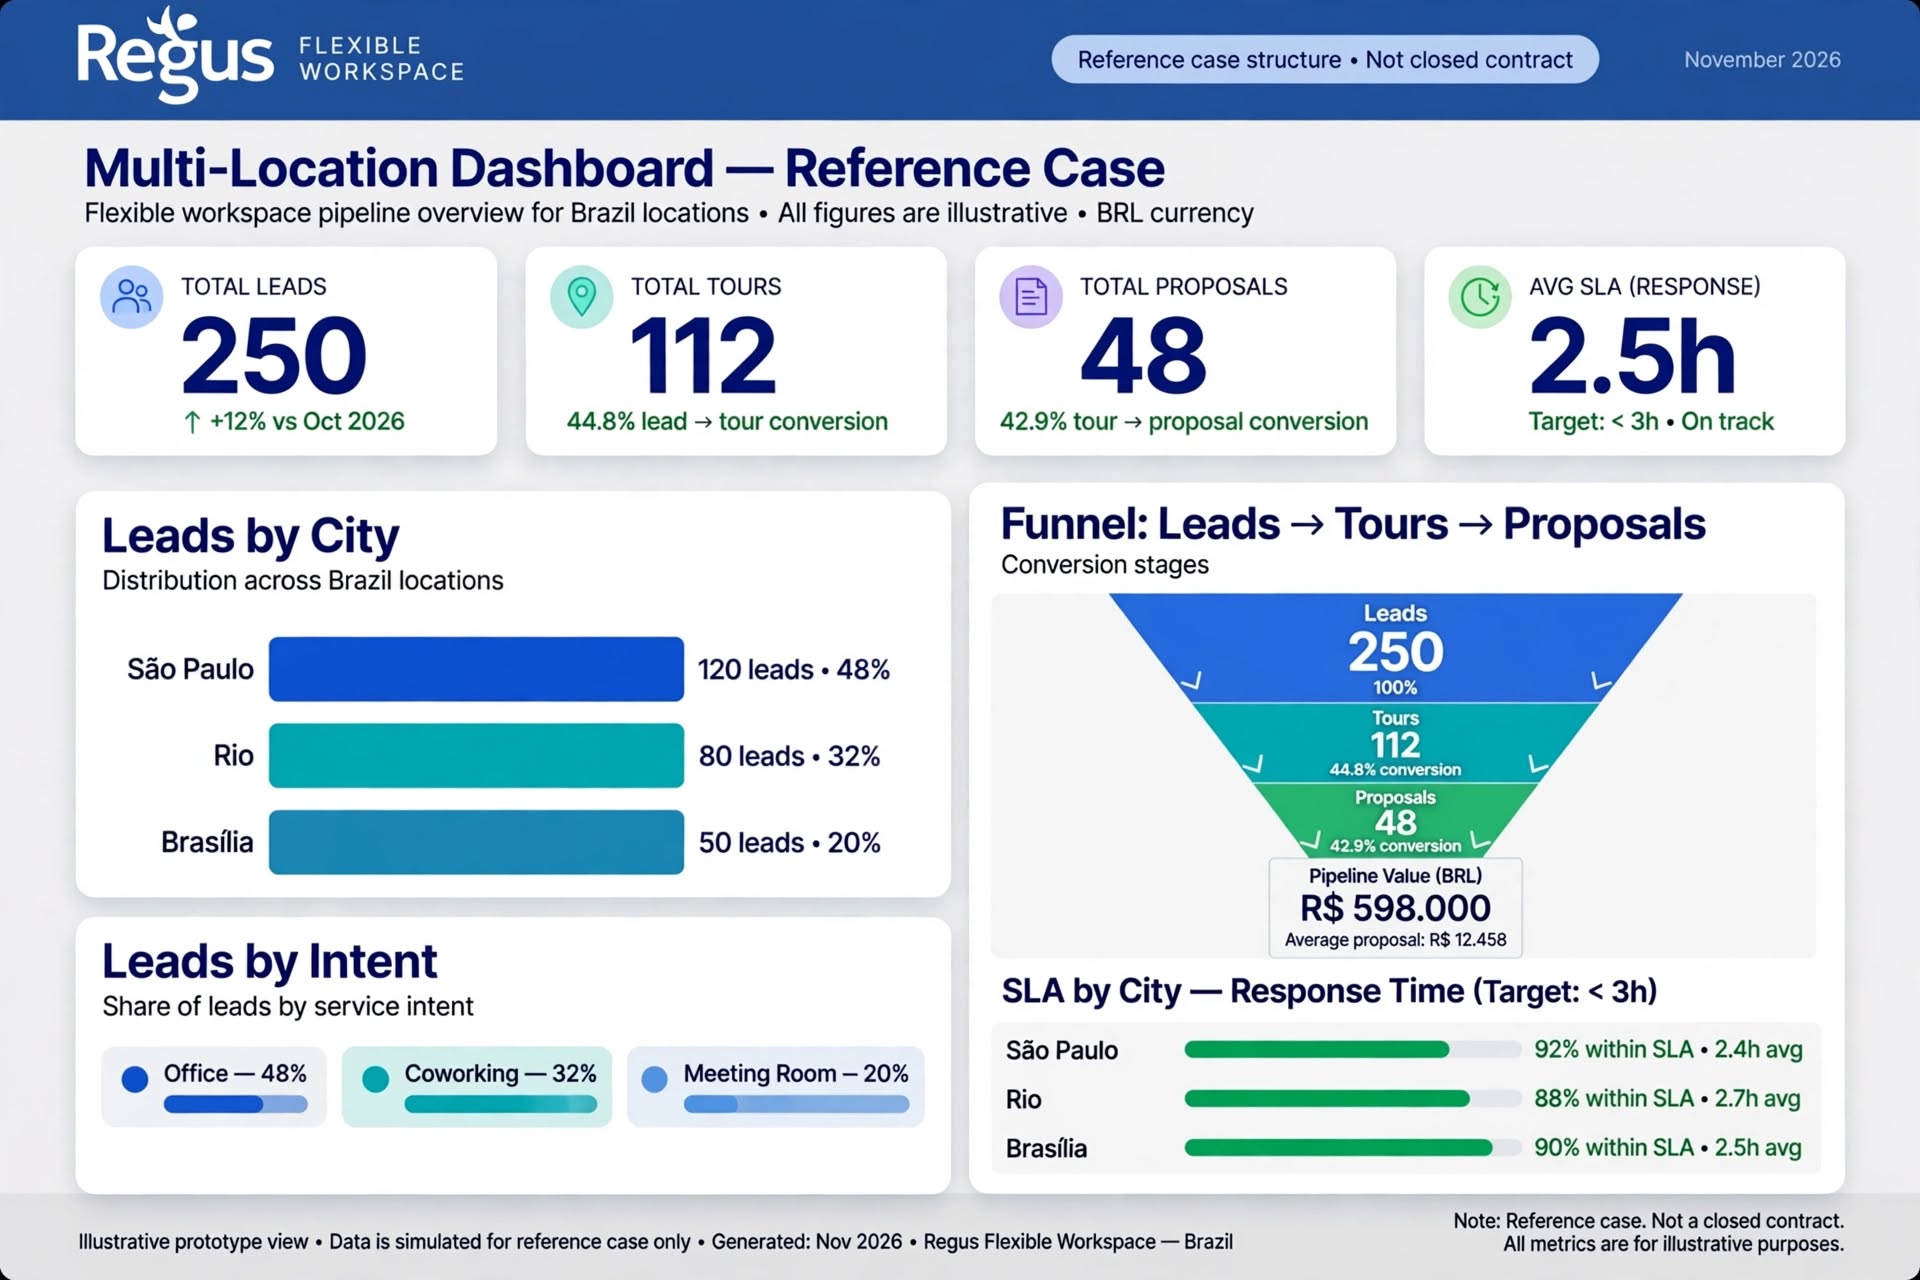 Regus
FLEXIBLE
WORKSPACE
Reference case structure • Not closed contract
November 2026
Multi-Location Dashboard — Reference Case
Flexible workspace pipeline overview for Brazil locations • All figures are illustrative • BRL currency
TOTAL LEADS
250
↑ +12% vs Oct 2026
TOTAL TOURS
112
44.8% lead → tour conversion
TOTAL PROPOSALS
48
42.9% tour → proposal conversion
AVG SLA (RESPONSE)
2.5h
Target: < 3h • On track
Leads by City
Distribution across Brazil locations
São Paulo
120 leads • 48%
Rio
80 leads • 32%
Brasília
50 leads • 20%
Leads by Intent
Share of leads by service intent
Office — 48%
Coworking — 32%
Meeting Room – 20%
Funnel: Leads → Tours → Proposals
Conversion stages
Leads
250
100%
Tours
112
44.8% conversion
Proposals
48
42.9% conversion
Pipeline Value (BRL)
R$ 598.000
Average proposal: R$ 12.458
SLA by City — Response Time (Target: < 3h)
São Paulo
92% within SLA • 2.4h avg
Rio
88% within SLA • 2.7h avg
Brasília
90% within SLA • 2.5h avg
Illustrative prototype view • Data is simulated for reference case only • Generated: Nov 2026 • Regus Flexible Workspace — Brazil
Note: Reference case. Not a closed contract.
All metrics are for illustrative purposes.